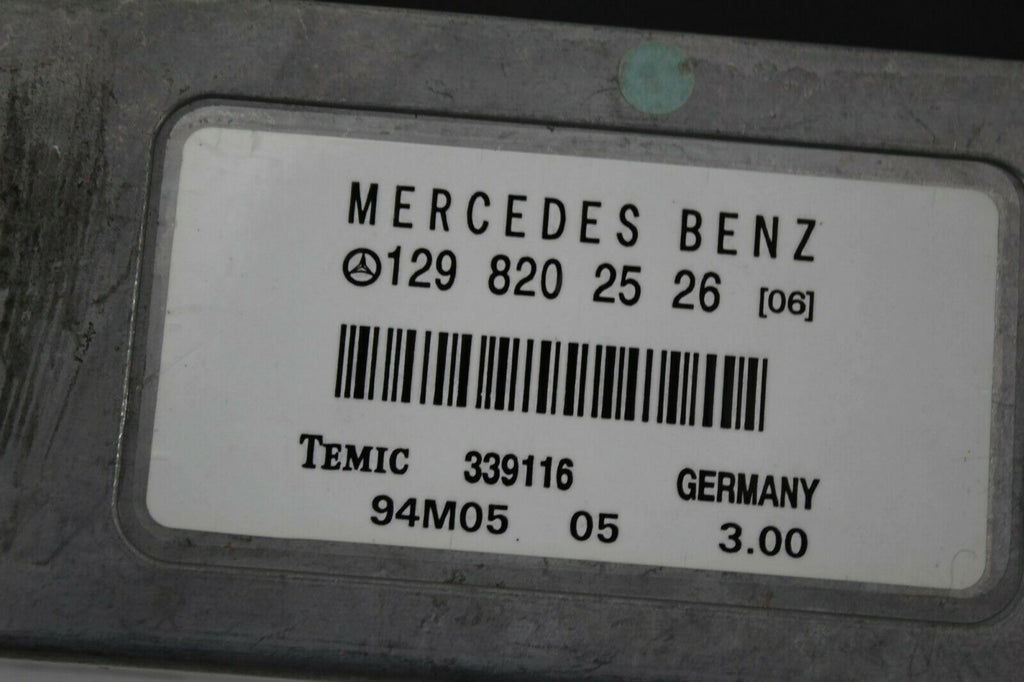 MERCEDES BENZ
129 820 25 26 [06]
TEMIC 339116 GERMANY
94M05 05 3.00